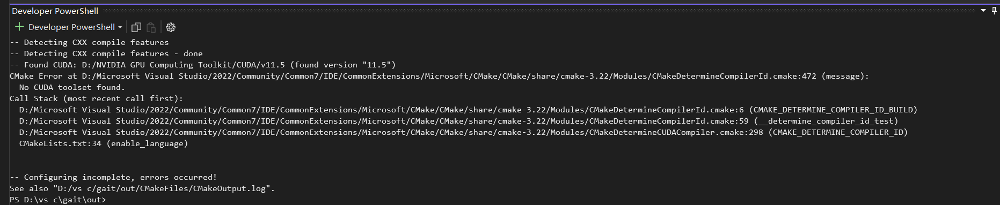 Developer PowerShell
Developer PowerShell
-- Detecting CXX compile features
-- Detecting CXX compile features - done
-- Found CUDA: D:/NVIDIA GPU Computing Toolkit/CUDA/v11.5 (found version "11.5")
CMake Error at D:/Microsoft Visual Studio/2022/Community/Common7/IDE/CommonExtensions/Microsoft/CMake/CMake/share/cmake-3.22/Modules/CMakeDetermineCompilerId.cmake:472 (message):
  No CUDA toolset found.
Call Stack (most recent call first):
  D:/Microsoft Visual Studio/2022/Community/Common7/IDE/CommonExtensions/Microsoft/CMake/CMake/share/cmake-3.22/Modules/CMakeDetermineCompilerId.cmake:6 (CMAKE_DETERMINE_COMPILER_ID_BUILD)
  D:/Microsoft Visual Studio/2022/Community/Common7/IDE/CommonExtensions/Microsoft/CMake/CMake/share/cmake-3.22/Modules/CMakeDetermineCompilerId.cmake:59 (__determine_compiler_id_test)
  D:/Microsoft Visual Studio/2022/Community/Common7/IDE/CommonExtensions/Microsoft/CMake/CMake/share/cmake-3.22/Modules/CMakeDetermineCUDACompiler.cmake:298 (CMAKE_DETERMINE_COMPILER_ID)
  CMakeLists.txt:34 (enable_language)
-- Configuring incomplete, errors occurred!
See also "D:/vs c/gait/out/CMakeFiles/CMakeOutput.log".
PS D:\vs c\gait\out>